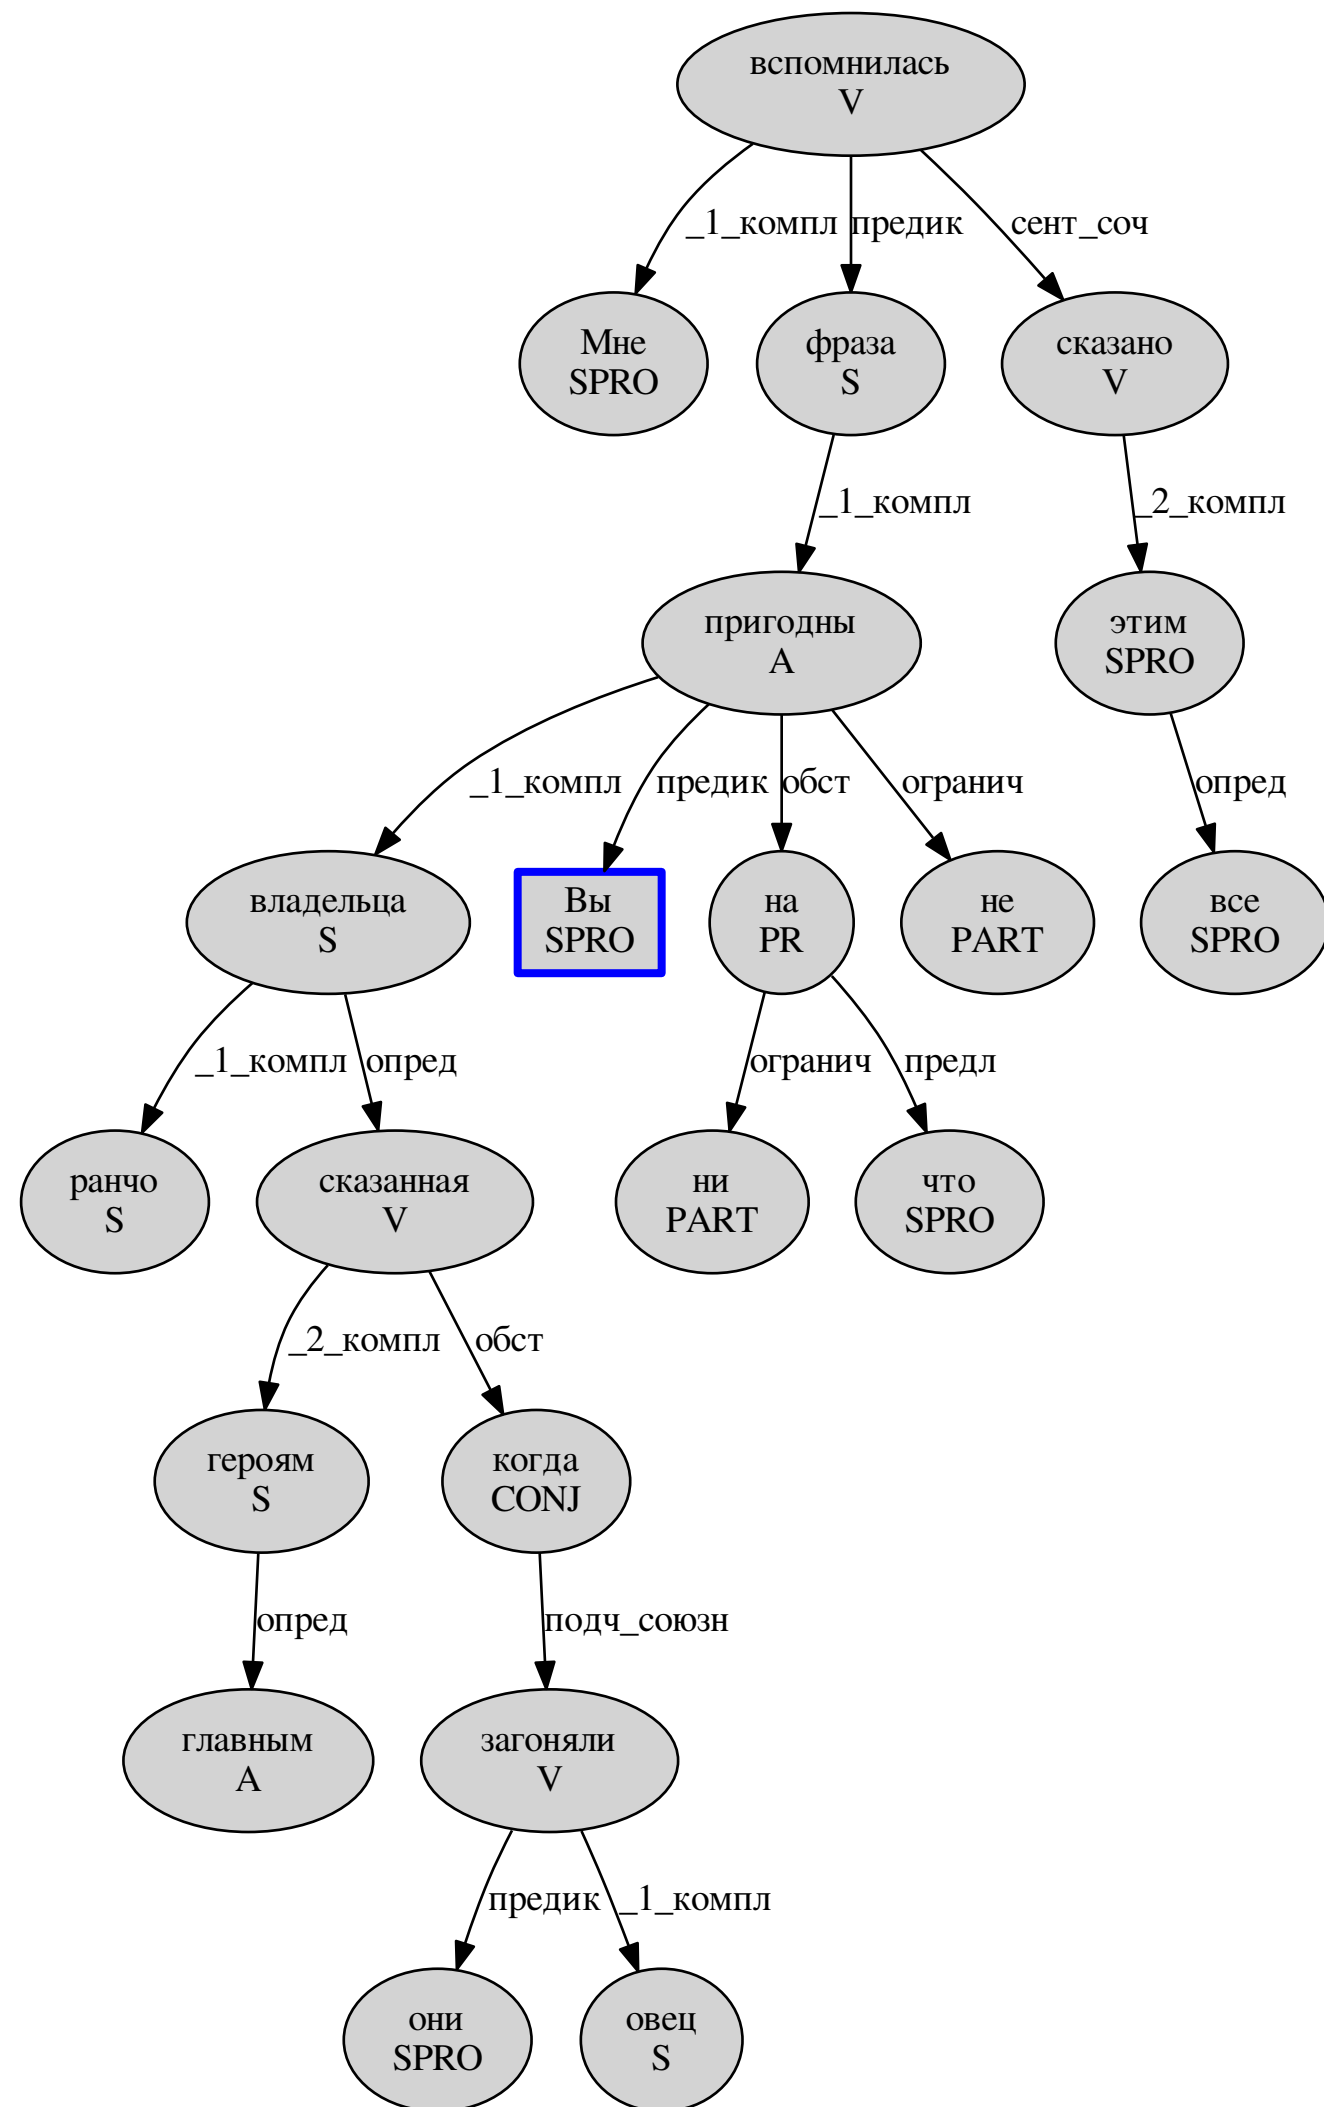 вспомнилась
V
_1_компл
предик
сент_соч
Мне
SPRO
фраза
S
сказано
V
_1_компл
_2_компл
пригодны
A
этим
SPRO
_1_компл
предик
обст
огранич
опред
владельца
S
Вы
SPRO
на
PR
не
PART
все
SPRO
_1_компл
опред
огранич
предл
ранчо
S
сказанная
V
ни
PART
что
SPRO
_2_компл
обст
героям
S
когда
CONJ
опред
подч_союзн
главным
A
загоняли
V
предик
_1_компл
они
SPRO
овец
S